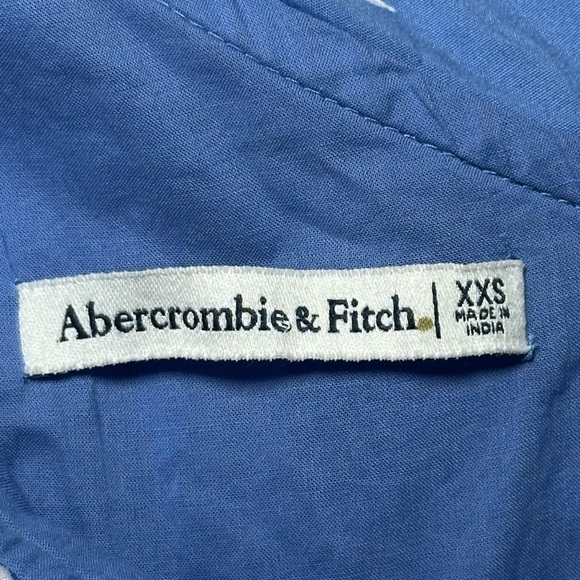 Abercrombie & Fitch. XXS
MADE IN
INDIA